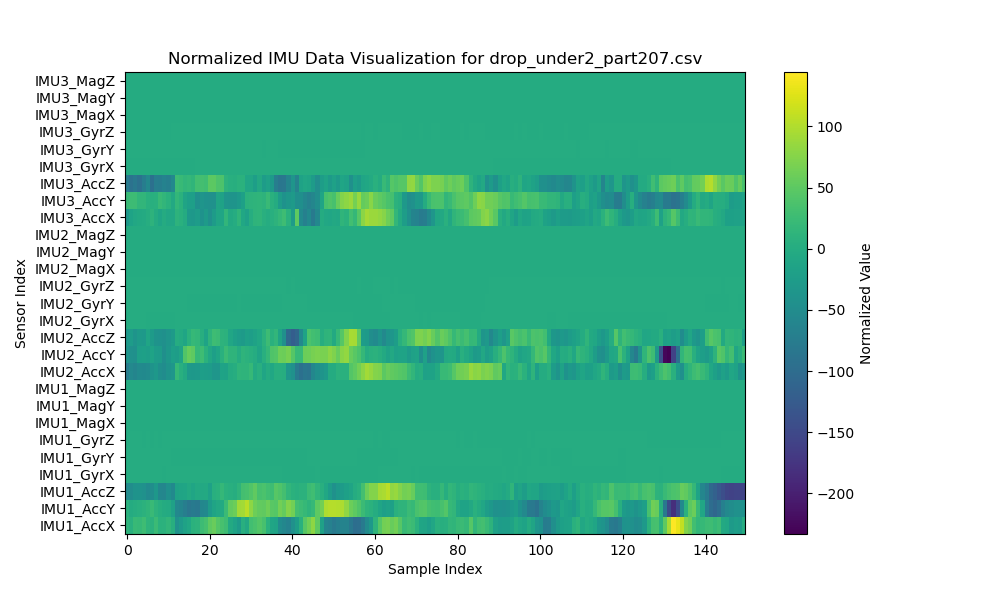 Normalized IMU Data Visualization for drop_under2_part207.csv
Sensor Index
IMU3_MagZ
IMU3_MagY
IMU3_MagX
IMU3_GyrZ
IMU3_GyrY
IMU3_GyrX
IMU3_AccZ
IMU3_AccY
IMU3_AccX
IMU2_MagZ
IMU2_MagY
IMU2_MagX
IMU2_GyrZ
IMU2_GyrY
IMU2_GyrX
IMU2_AccZ
IMU2_AccY
IMU2_AccX
IMU1_MagZ
IMU1_MagY
IMU1_MagX
IMU1_GyrZ
IMU1_GyrY
IMU1_GyrX
IMU1_AccZ
IMU1_AccY
IMU1_AccX
0 20 40 60 80 100 120 140
Sample Index
100
50
0
−50
−100
−150
−200
Normalized Value